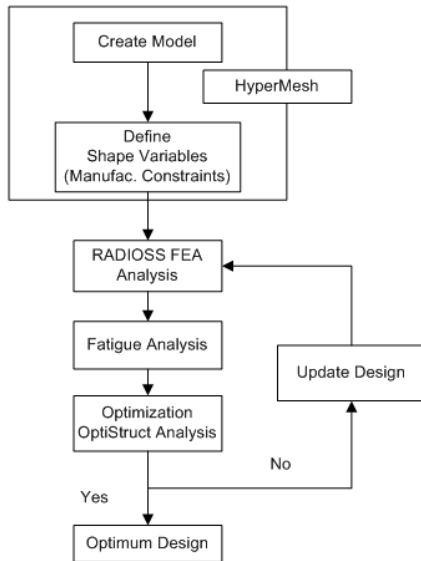 Create Model
HyperMesh
Define
Shape Variables
(Manufac. Constraints)
RADIOSS FEA
Analysis
Fatigue Analysis
Update Design
Optimization
OptiStruct Analysis
No
Yes
Optimum Design